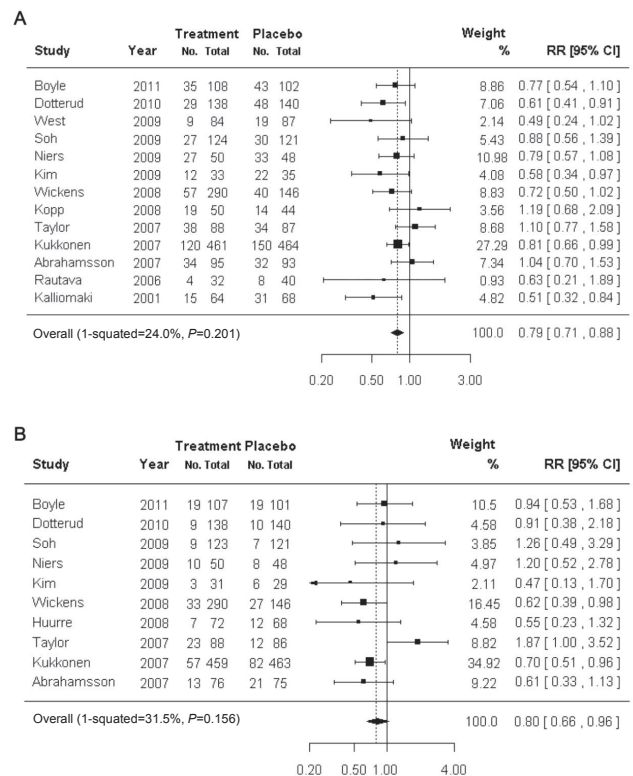 A
Treatment Placebo Weight
Study Year No. Total No. Total % RR [95% CI]
Boyle 2011 35 108 43 102 8.86 0.77 [ 0.54 , 1.10 ]
Dotterud 2010 29 138 48 140 7.06 0.61 [ 0.41 , 0.91 ]
West 2009 9 84 19 87 2.14 0.49 [ 0.24 , 1.02 ]
Soh 2009 27 124 30 121 5.43 0.88 [ 0.56 , 1.39 ]
Niers 2009 27 50 33 48 10.98 0.79 [ 0.57 , 1.08 ]
Kim 2009 12 33 22 35 4.08 0.58 [ 0.34 , 0.97 ]
Wickens 2008 57 290 40 146 8.83 0.72 [ 0.50 , 1.02 ]
Kopp 2008 19 50 14 44 3.56 1.19 [ 0.68 , 2.09 ]
Taylor 2007 38 88 34 87 8.68 1.10 [ 0.77 , 1.58 ]
Kukkonen 2007 120 461 150 464 27.29 0.81 [ 0.66 , 0.99 ]
Abrahamsson 2007 34 95 32 93 7.34 1.04 [ 0.70 , 1.53 ]
Rautava 2006 4 32 8 40 0.93 0.63 [ 0.21 , 1.89 ]
Kalliomaki 2001 15 64 31 68 4.82 0.51 [ 0.32 , 0.84 ]
Overall (1-squated=24.0%, P=0.201) 100.0 0.79 [ 0.71 , 0.88 ]
0.20 0.50 1.00 3.00
B
Treatment Placebo Weight
Study Year No. Total No. Total % RR [95% CI]
Boyle 2011 19 107 19 101 10.5 0.94 [ 0.53 , 1.68 ]
Dotterud 2010 9 138 10 140 4.58 0.91 [ 0.38 , 2.18 ]
Soh 2009 9 123 7 121 3.85 1.26 [ 0.49 , 3.29 ]
Niers 2009 10 50 8 48 4.97 1.20 [ 0.52 , 2.78 ]
Kim 2009 3 31 6 29 2.11 0.47 [ 0.13 , 1.70 ]
Wickens 2008 33 290 27 146 16.45 0.62 [ 0.39 , 0.98 ]
Huurre 2008 7 72 12 68 4.58 0.55 [ 0.23 , 1.32 ]
Taylor 2007 23 88 12 86 8.82 1.87 [ 1.00 , 3.52 ]
Kukkonen 2007 57 459 82 463 34.92 0.70 [ 0.51 , 0.96 ]
Abrahamsson 2007 13 76 21 75 9.22 0.61 [ 0.33 , 1.13 ]
Overall (1-squated=31.5%, P=0.156) 100.0 0.80 [ 0.66 , 0.96 ]
0.20 0.50 1.00 4.00